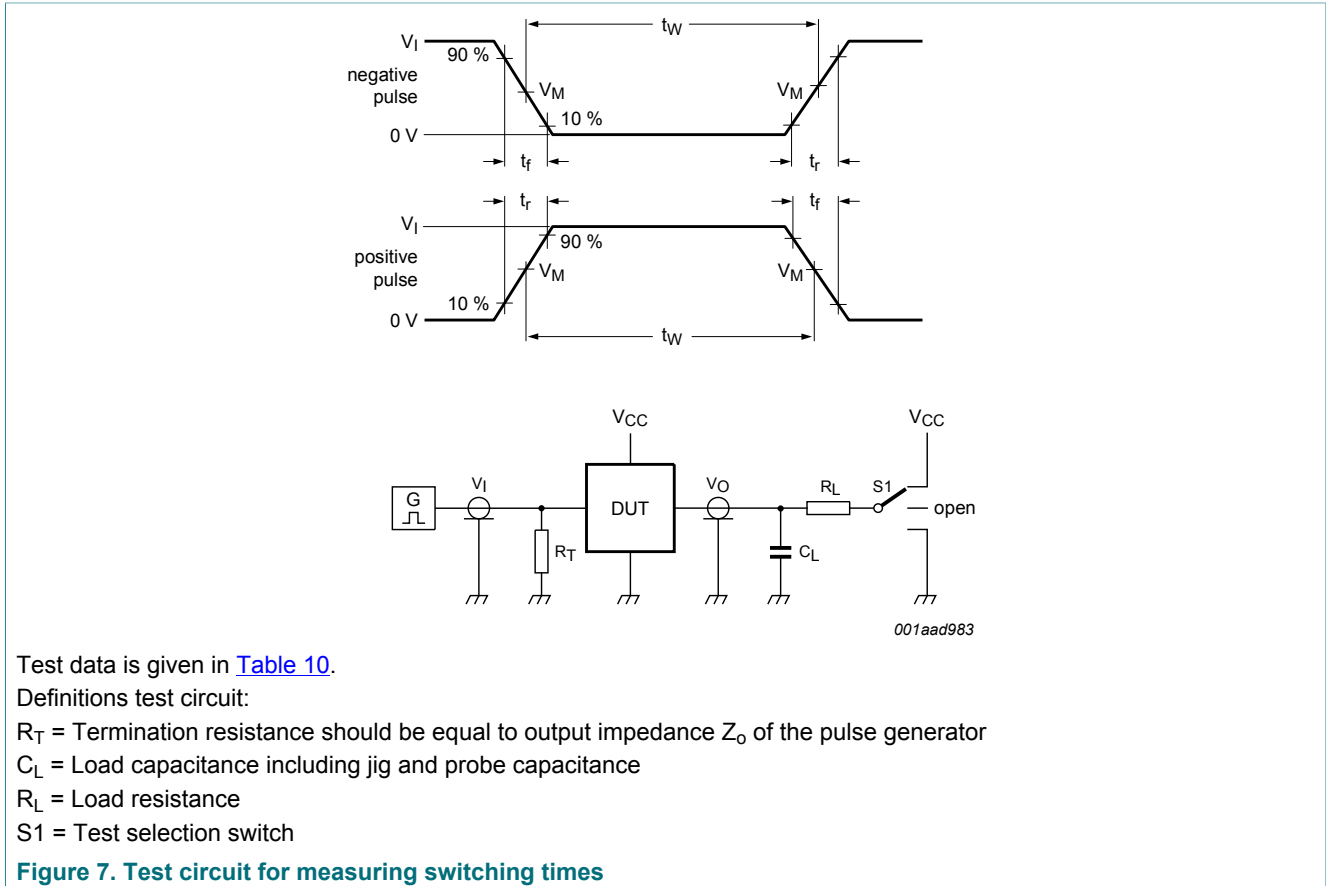 V_I
90 %
t_W
negative
pulse
V_M
V_M
10 %
0 V
t_f
t_r
t_r
t_f
V_I
90 %
positive
pulse
V_M
V_M
10 %
0 V
t_W
V_CC
V_CC
G
V_I
R_T
DUT
V_O
C_L
R_L
S1
open
001aad983
Test data is given in Table 10.
Definitions test circuit:
R_T = Termination resistance should be equal to output impedance Z_o of the pulse generator
C_L = Load capacitance including jig and probe capacitance
R_L = Load resistance
S1 = Test selection switch
Figure 7. Test circuit for measuring switching times